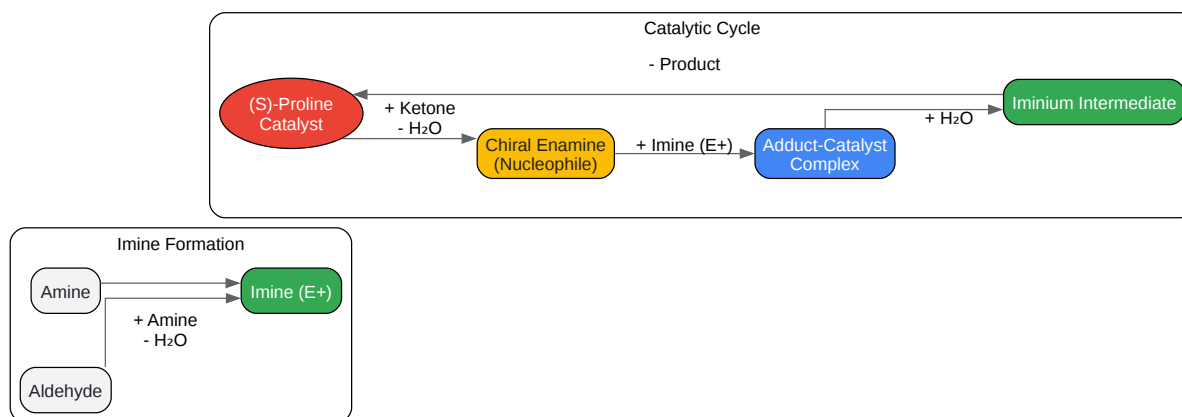 Catalytic Cycle
- Product
(S)-Proline
Catalyst
+ Ketone
- H₂O
Chiral Enamine
(Nucleophile)
+ Imine (E+)
Adduct-Catalyst
Complex
+ H₂O
Iminium Intermediate
Imine Formation
Amine
Imine (E+)
+ Amine
- H₂O
Aldehyde